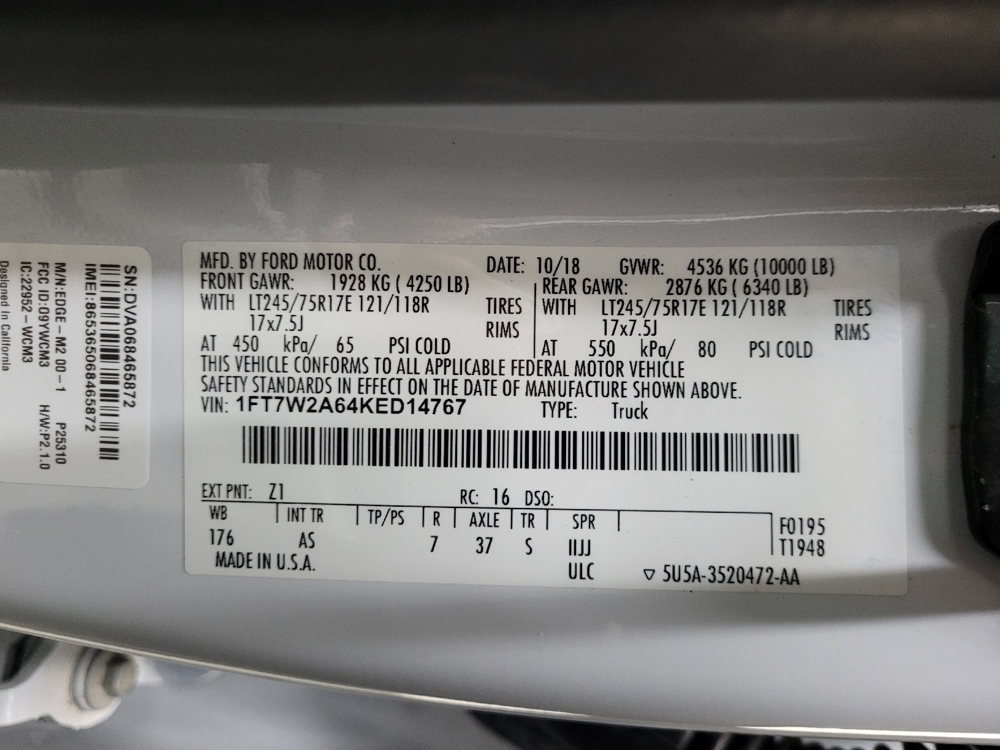 SN:DVA068465872
IMEI:865365068465872
M/N:EDGE-M2 00-1 P25310
FCC ID:O9YWCM3 H/W:P2.1.0
IC:22952-WCM3
Designed in California
MFD. BY FORD MOTOR CO. DATE: 10/18 GVWR: 4536 KG (10000 LB)
FRONT GAWR: 1928 KG ( 4250 LB) REAR GAWR: 2876 KG ( 6340 LB)
WITH LT245/75R17E 121/118R TIRES WITH LT245/75R17E 121/118R TIRES
17x7.5J RIMS 17x7.5J RIMS
AT 450 kPa/ 65 PSI COLD AT 550 kPa/ 80 PSI COLD
THIS VEHICLE CONFORMS TO ALL APPLICABLE FEDERAL MOTOR VEHICLE
SAFETY STANDARDS IN EFFECT ON THE DATE OF MANUFACTURE SHOWN ABOVE.
VIN: 1FT7W2A64KED14767 TYPE: Truck
EXT PNT: Z1 RC: 16 DSO:
WB INT TR TP/PS R AXLE TR SPR F0195
176 AS 7 37 S IIJJ T1948
MADE IN U.S.A. ULC ▽ 5U5A-3520472-AA